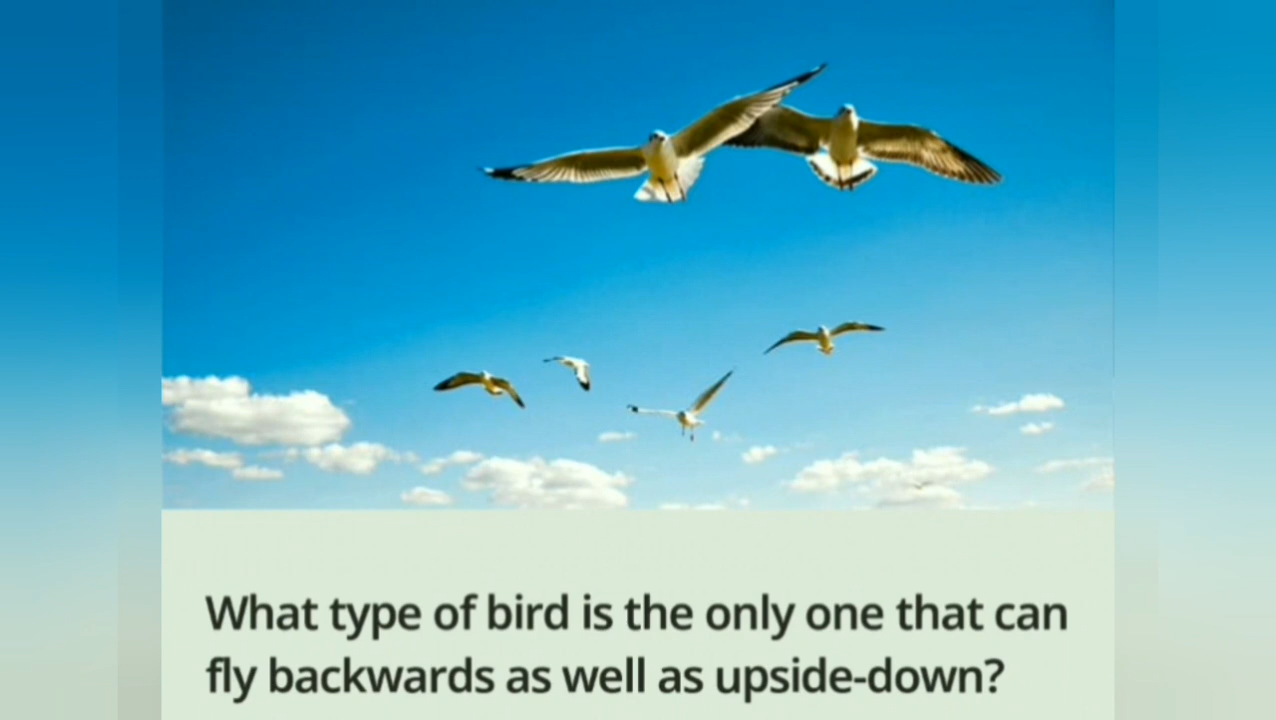 What type of bird is the only one that can
fly backwards as well as upside-down?